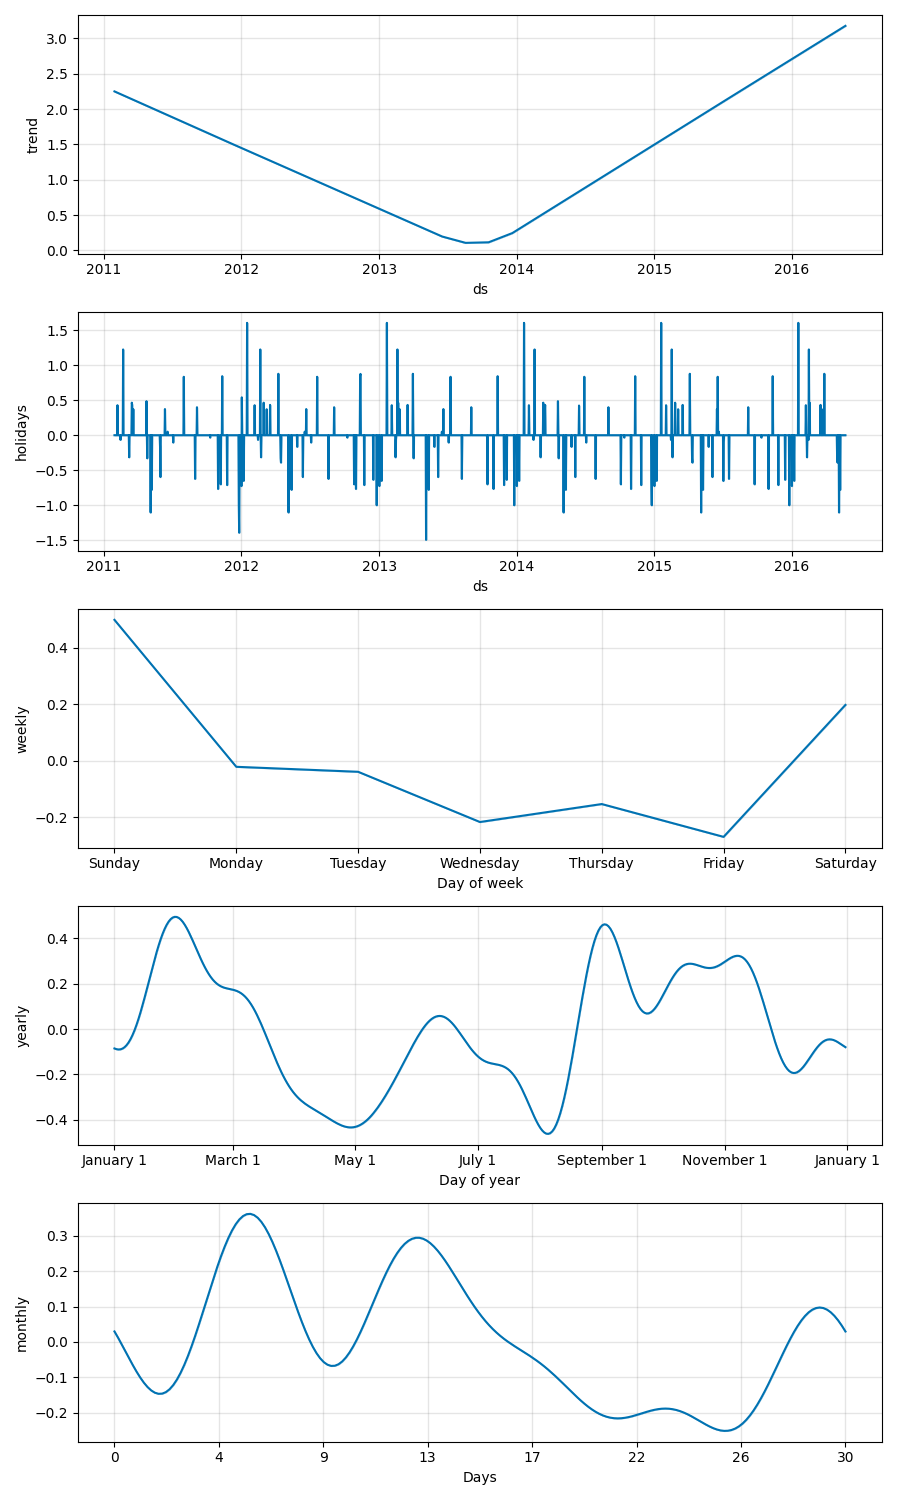 trend
3.0
2.5
2.0
1.5
1.0
0.5
0.0
2011 2012 2013 2014 2015 2016
ds
holidays
1.5
1.0
0.5
0.0
−0.5
−1.0
−1.5
2011 2012 2013 2014 2015 2016
ds
weekly
0.4
0.2
0.0
−0.2
Sunday Monday Tuesday Wednesday Thursday Friday Saturday
Day of week
yearly
0.4
0.2
0.0
−0.2
−0.4
January 1 March 1 May 1 July 1 September 1 November 1 January 1
Day of year
monthly
0.3
0.2
0.1
0.0
−0.1
−0.2
0 4 9 13 17 22 26 30
Days